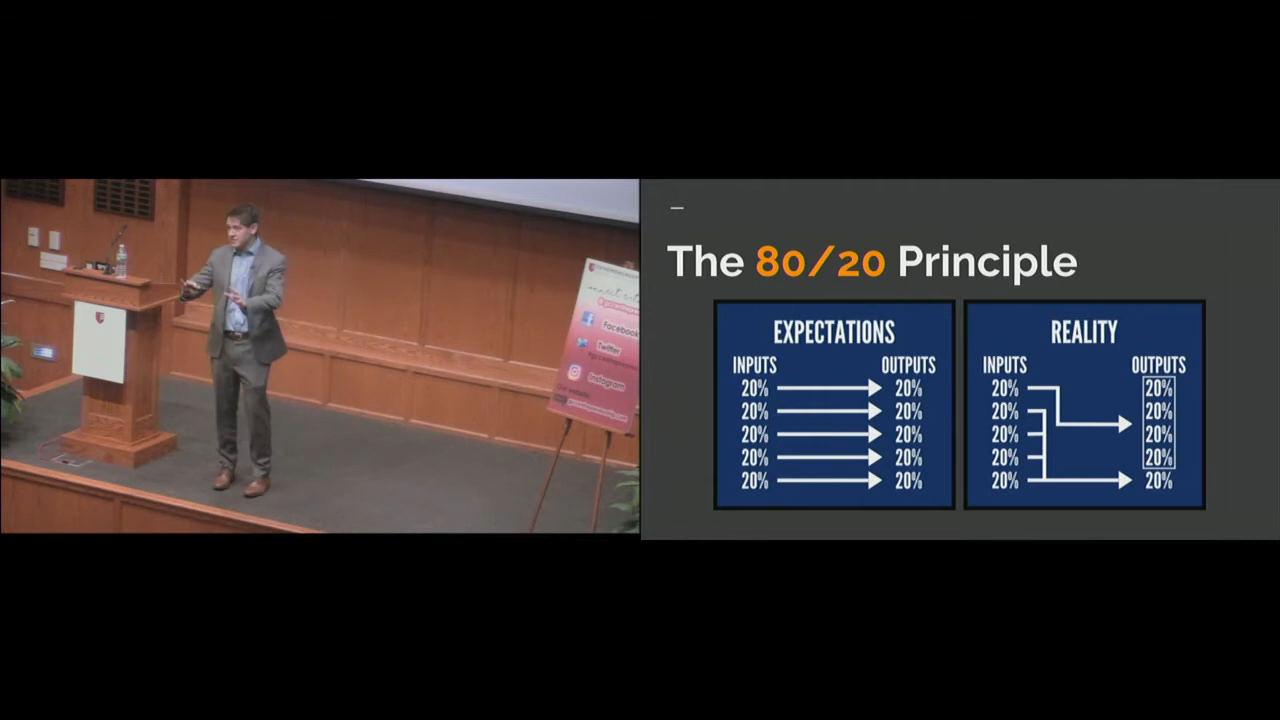 facebook
Twitter
Instagram
The 80/20 Principle
EXPECTATIONS
INPUTS OUTPUTS
20% 20%
20% 20%
20% 20%
20% 20%
20% 20%
REALITY
INPUTS OUTPUTS
20% 20%
20% 20%
20% 20%
20% 20%
20% 20%